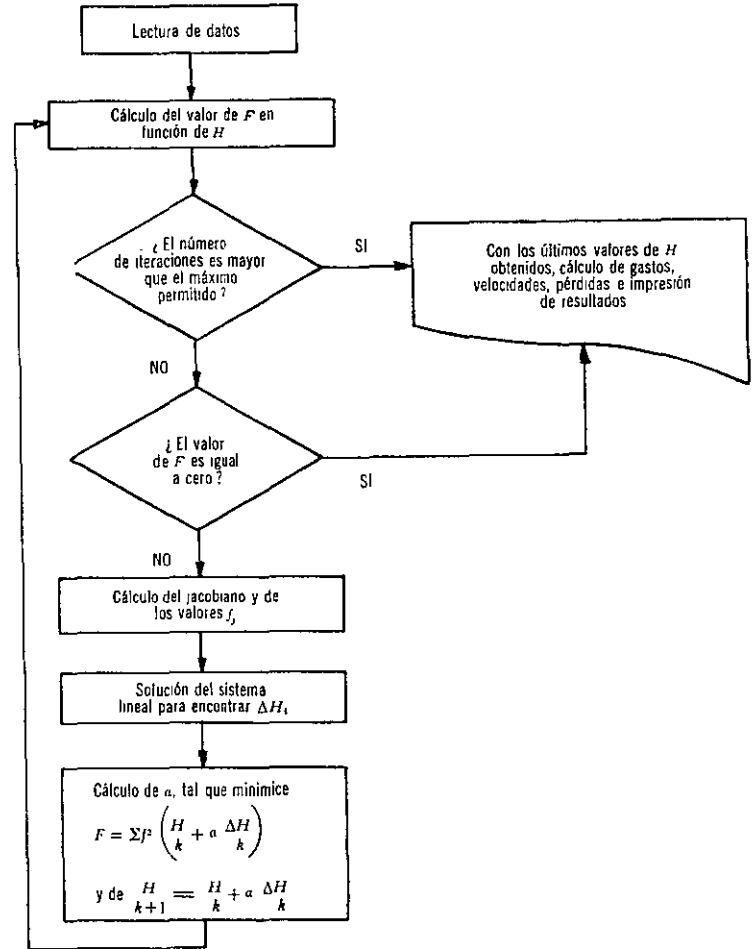 Lectura de datos
Cálculo del valor de F en
función de H
¿ El número
de iteraciones es mayor
que el máximo
permitido ?
SI
Con los últimos valores de H
obtenidos, cálculo de gastos,
velocidades, pérdidas e impresión
de resultados
NO
¿ El valor
de F es igual
a cero ?
SI
NO
Cálculo del jacobiano y de
los valores fⱼ
Solución del sistema
lineal para encontrar ΔHᵢ
Cálculo de a, tal que minimice
F = Σf² (H + a ΔH)
k k
y de H = H + a ΔH
k+1 k k